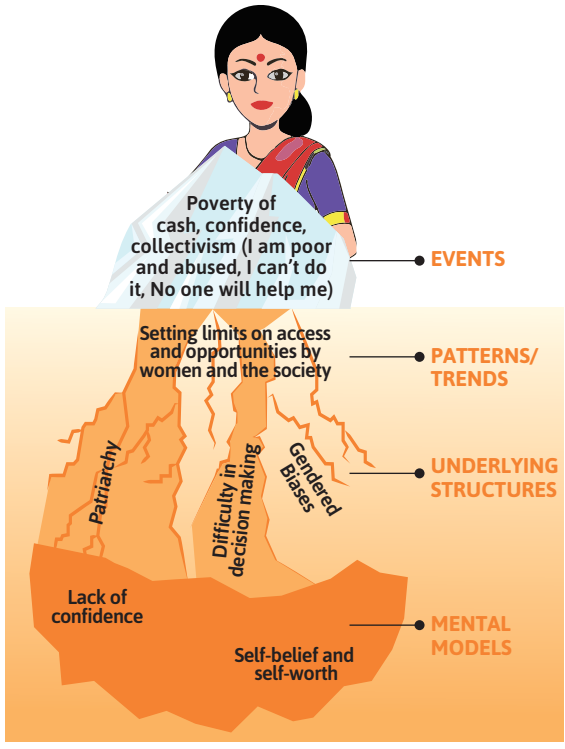 Poverty of
cash, confidence,
collectivism (I am poor
and abused, I can't do
it, No one will help me)
EVENTS
Setting limits on access
and opportunities by
women and the society
PATTERNS/
TRENDS
Patriarchy
Difficulty in
decision making
Gendered
Biases
UNDERLYING
STRUCTURES
Lack of
confidence
Self-belief and
self-worth
MENTAL
MODELS